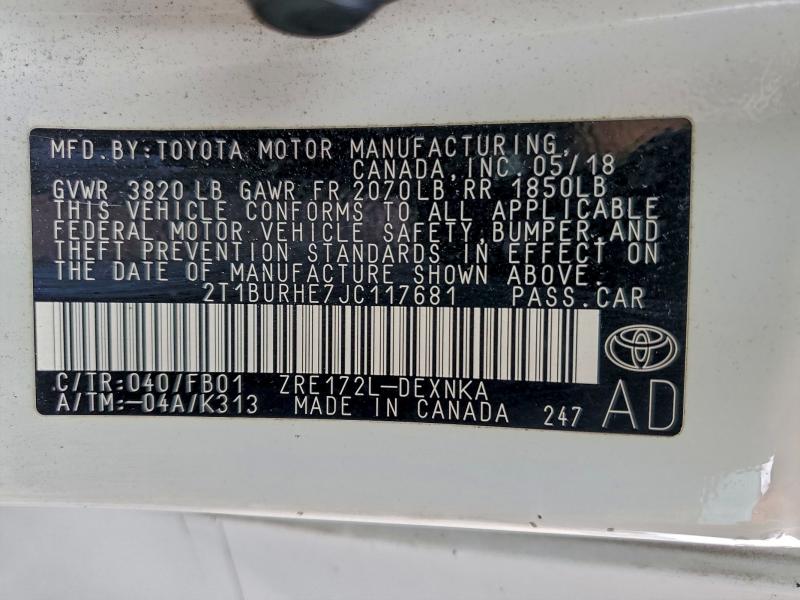 MFD.BY:TOYOTA MOTOR MANUFACTURING,
CANADA,INC.05/18
GVWR 3820LB GAWR FR 2070LB,RR 1850LB
THIS VEHICLE CONFORMS TO ALL APPLICABLE
FEDERAL MOTOR VEHICLE SAFETY,BUMPER,AND
THEFT PREVENTION STANDARDS IN EFFECT ON
THE DATE OF MANUFACTURE SHOWN ABOVE.
2T1BURHE7JC117681 PASS.CAR
C/TR:040/FB01 ZRE172L-DEXNKA
A/TM:-04A/K313 MADE IN CANADA 247 AD